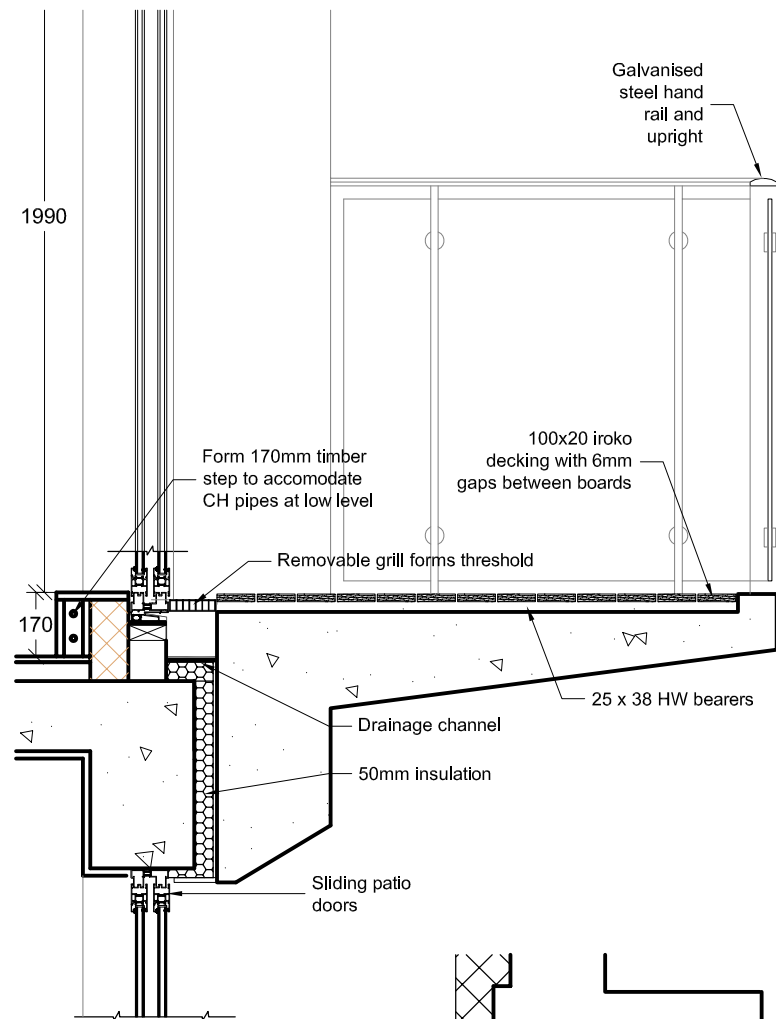 Galvanised
steel hand
rail and
upright
1990
100x20 iroko
decking with 6mm
gaps between boards
Form 170mm timber
step to accomodate
CH pipes at low level
Removable grill forms threshold
170
25 x 38 HW bearers
Drainage channel
50mm insulation
Sliding patio
doors